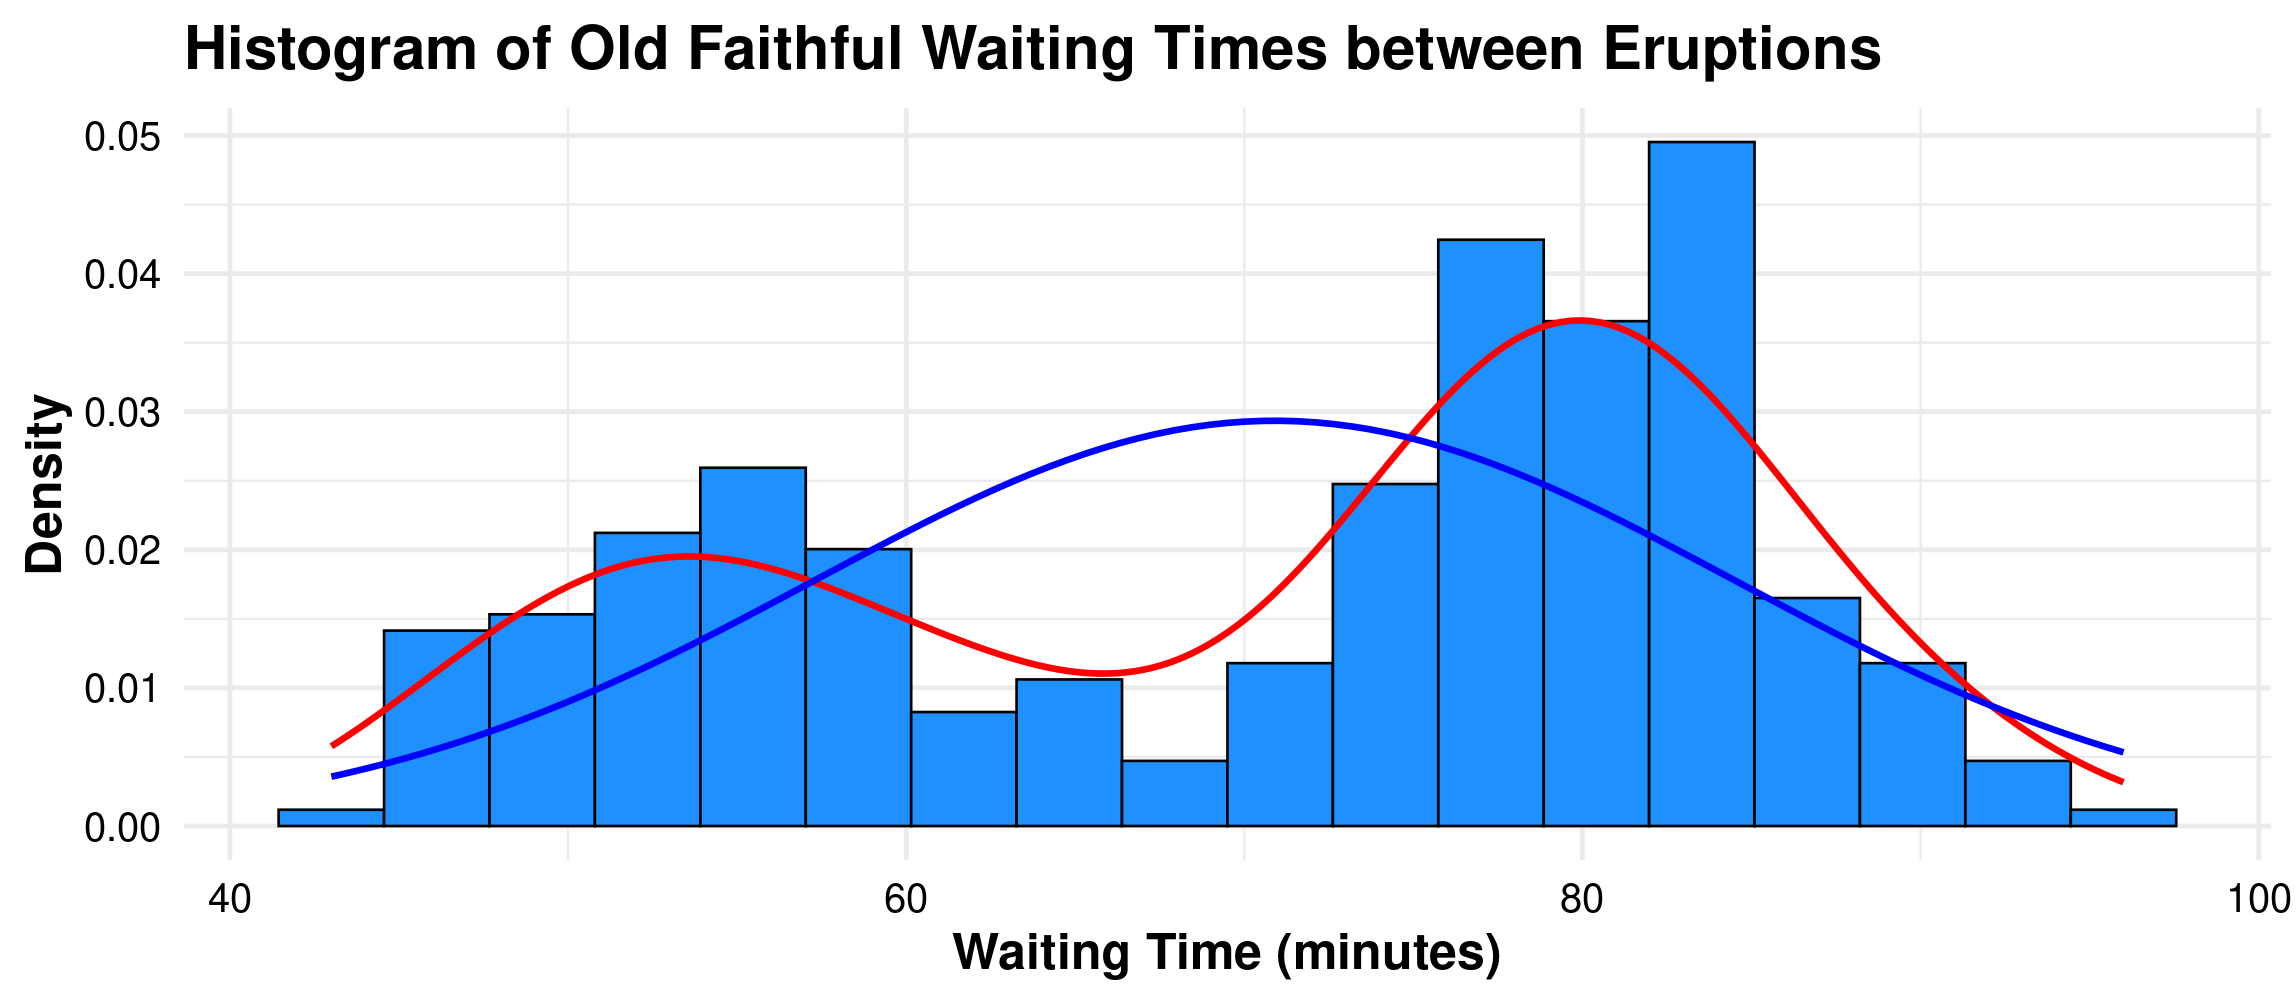 Histogram of Old Faithful Waiting Times between Eruptions
0.05
0.04
0.03
0.02
0.01
0.00
Density
40 60 80 100
Waiting Time (minutes)